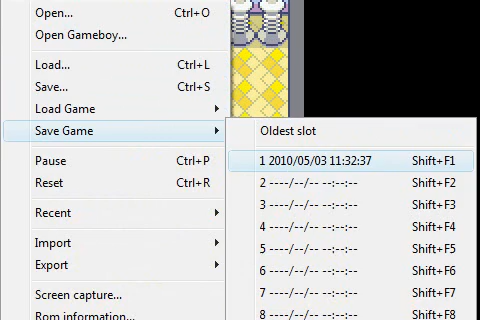 Open... Ctrl+O
Open Gameboy...
Load... Ctrl+L
Save... Ctrl+S
Load Game
Save Game
Oldest slot
Pause Ctrl+P
1 2010/05/03 11:32:37 Shift+F1
Reset Ctrl+R
2 ----/--/-- --:--:-- Shift+F2
3 ----/--/-- --:--:-- Shift+F3
Recent
4 ----/--/-- --:--:-- Shift+F4
Import
5 ----/--/-- --:--:-- Shift+F5
Export
6 ----/--/-- --:--:-- Shift+F6
Screen capture...
7 ----/--/-- --:--:-- Shift+F7
Rom information...
8 ----/--/-- --:--:-- Shift+F8